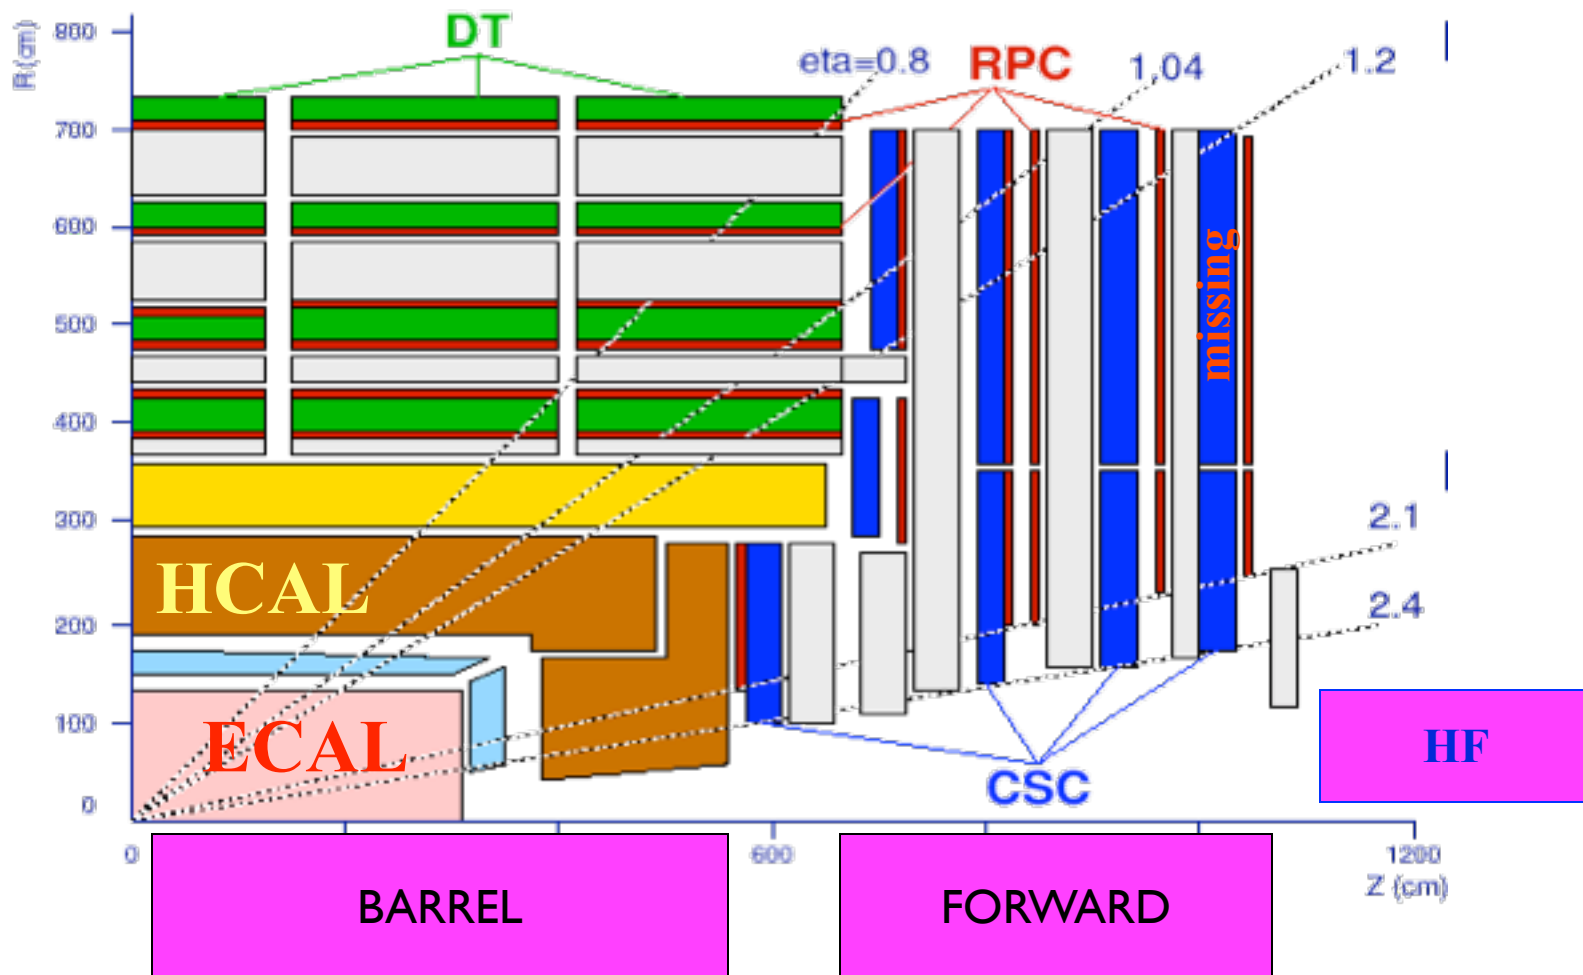 R (cm)
800
DT
eta=0.8
RPC
1.04
1.2
700
600
missing
500
400
300
2.1
HCAL
2.4
200
ECAL
100
HF
CSC
0
0
600
1200
Z (cm)
BARREL
FORWARD